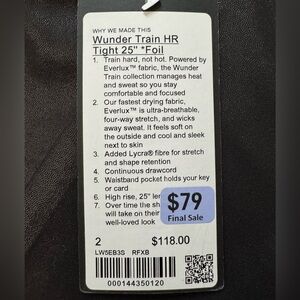 WHY WE MADE THIS
Wunder Train HR
Tight 25" *Foil
1. Train hard, not hot. Powered by
Everlux™ fabric, the Wunder
Train collection manages heat
and sweat so you stay
comfortable and focused
2. Our fastest drying fabric,
Everlux™ is ultra-breathable,
four-way stretch, and wicks
away sweat. It feels soft on
the outside and cool and sleek
next to skin
3. Added Lycra® fibre for stretch
and shape retention
4. Continuous drawcord
5. Waistband pocket holds your key
or card
6. High rise, 25" le
7. Over time the sh
will take on their
well-loved look
$79
Final Sale
2 $118.00
LW5EB3S RFXB
000144350120